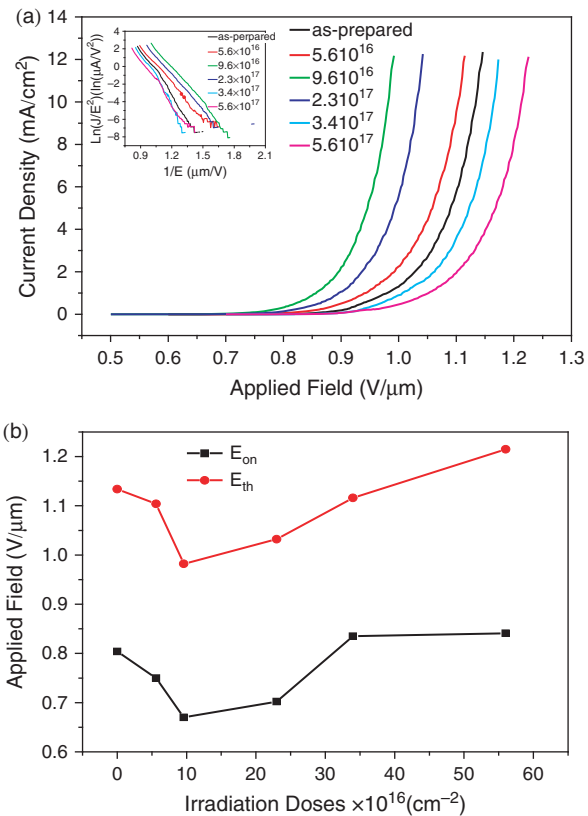 (a)
Current Density (mA/cm²)
14
12
10
8
6
4
2
0
0.5 0.6 0.7 0.8 0.9 1.0 1.1 1.2 1.3
Applied Field (V/μm)
as-prepared
5.610¹⁶
9.610¹⁶
2.310¹⁷
3.410¹⁷
5.610¹⁷
Ln(J/E²)(ln(μA/V²))
2
0
−2
−4
−6
−8
0.9 1.2 1.5 1.8 2.1
1/E (μm/V)
as-perpared
5.6×10¹⁶
9.6×10¹⁶
2.3×10¹⁷
3.4×10¹⁷
5.6×10¹⁷
(b)
Applied Field (V/μm)
1.2
1.1
1.0
0.9
0.8
0.7
0.6
E_on
E_th
0 10 20 30 40 50 60
Irradiation Doses ×10¹⁶(cm⁻²)